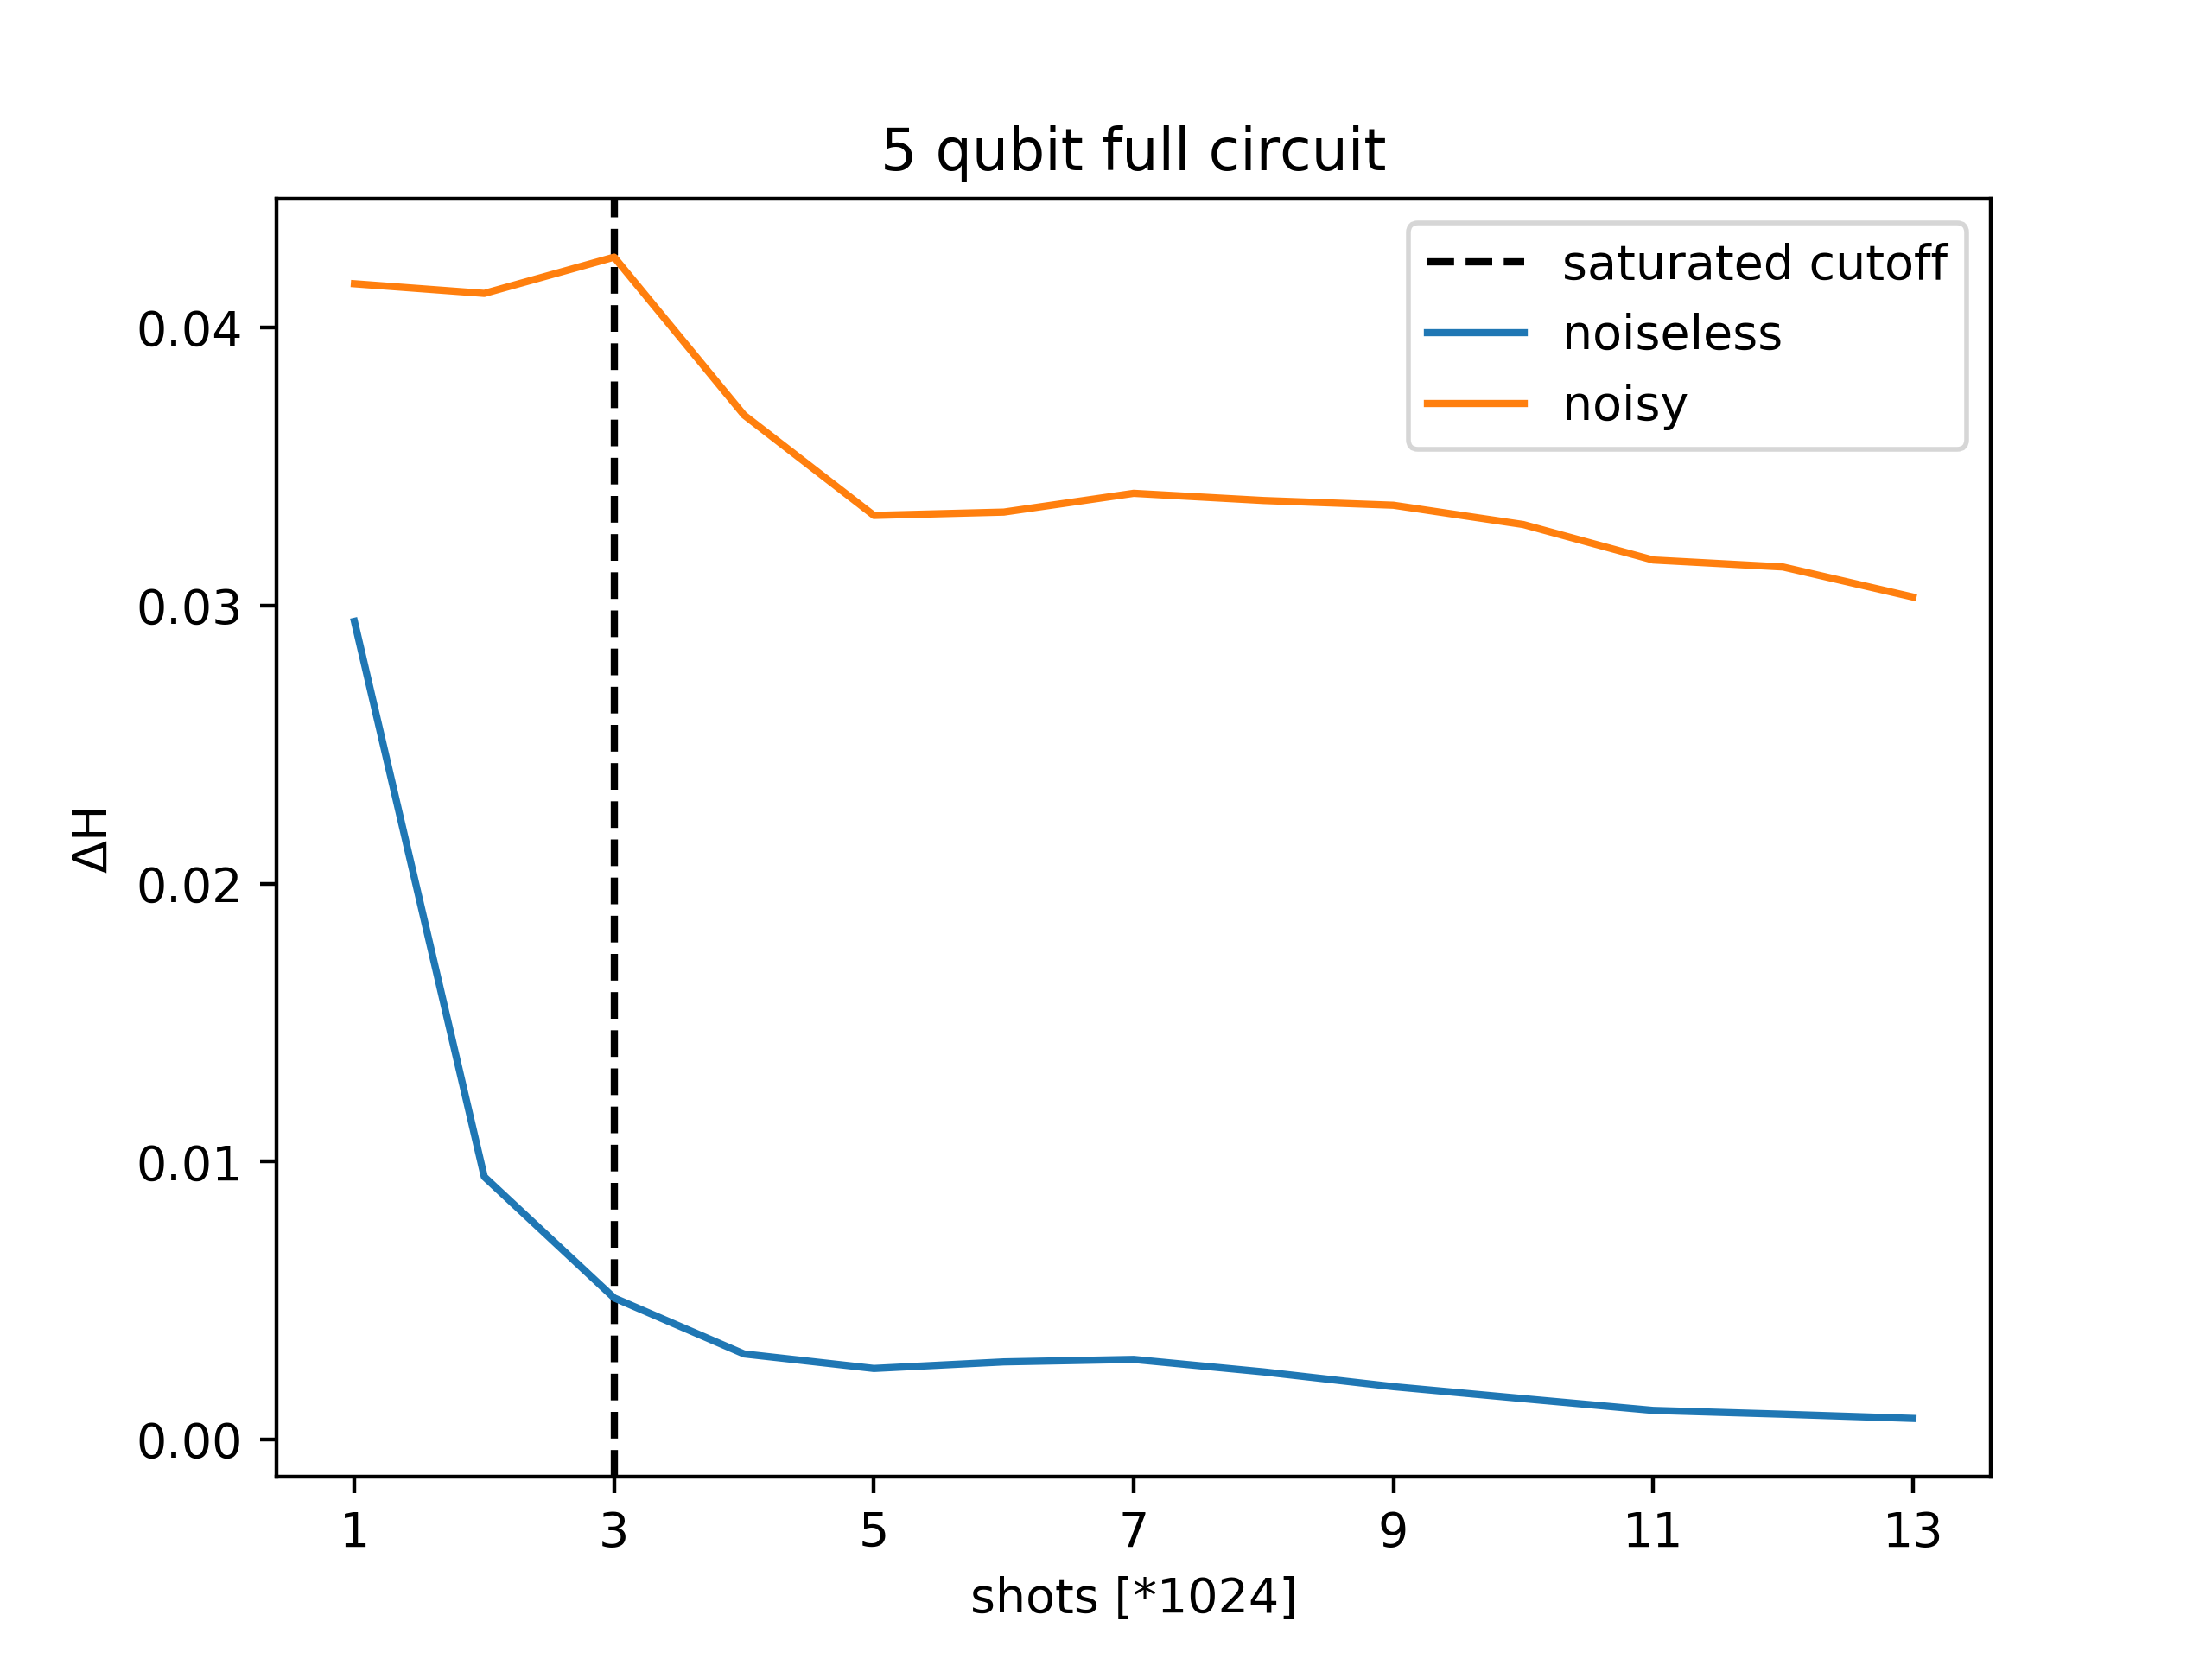 5 qubit full circuit
saturated cutoff
noiseless
noisy
0.04
0.03
0.02
0.01
0.00
ΔH
1 3 5 7 9 11 13
shots [*1024]